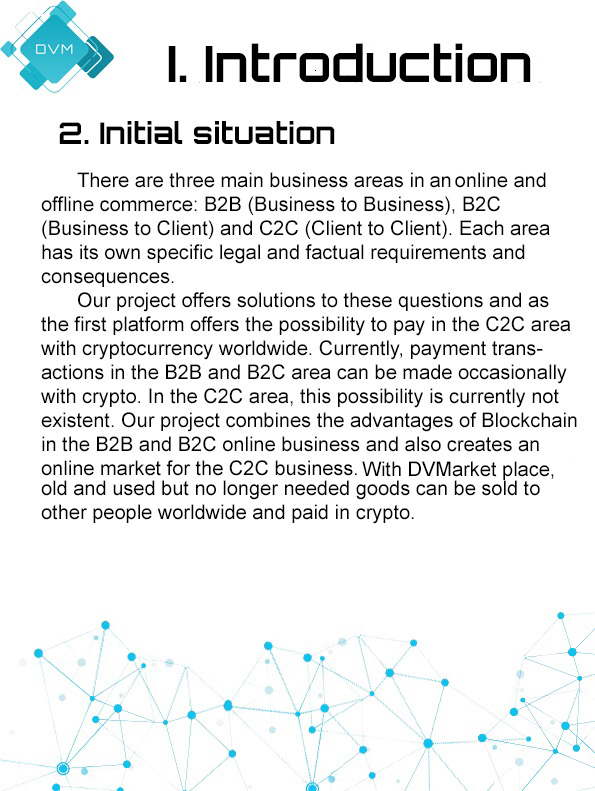 DVM
I. Introduction
2. Initial situation
There are three main business areas in an online and
offline commerce: B2B (Business to Business), B2C
(Business to Client) and C2C (Client to Client). Each area
has its own specific legal and factual requirements and
consequences.
Our project offers solutions to these questions and as
the first platform offers the possibility to pay in the C2C area
with cryptocurrency worldwide. Currently, payment trans-
actions in the B2B and B2C area can be made occasionally
with crypto. In the C2C area, this possibility is currently not
existent. Our project combines the advantages of Blockchain
in the B2B and B2C online business and also creates an
online market for the C2C business. With DVMarket place,
old and used but no longer needed goods can be sold to
other people worldwide and paid in crypto.